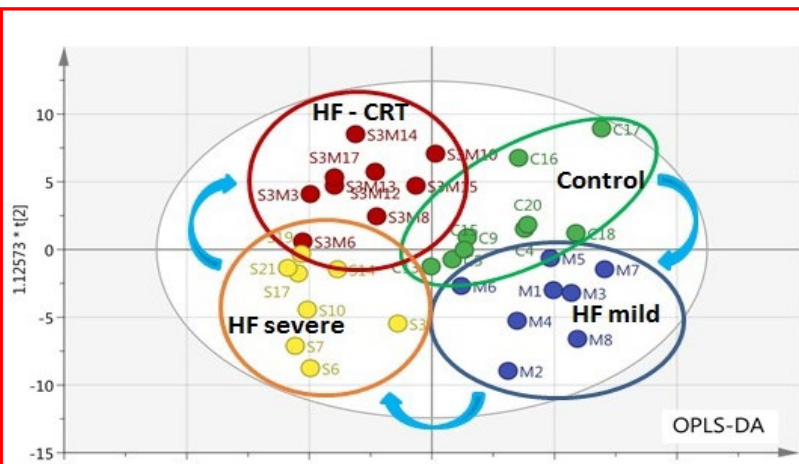 HF - CRT
S3M14
C17
S3M10
C16
S3M17
S3M13
S3M15
S3M12
S3M3
Control
S3M8
C20
C18
C15
C9
C4
S19
S3M6
M5
M7
S21
S14
M6
M1
M3
S17
S10
M4
HF mild
HF severe
S3
M8
S7
S6
M2
10
5
0
-5
-10
-15
1.12573 * t[2]
OPLS-DA